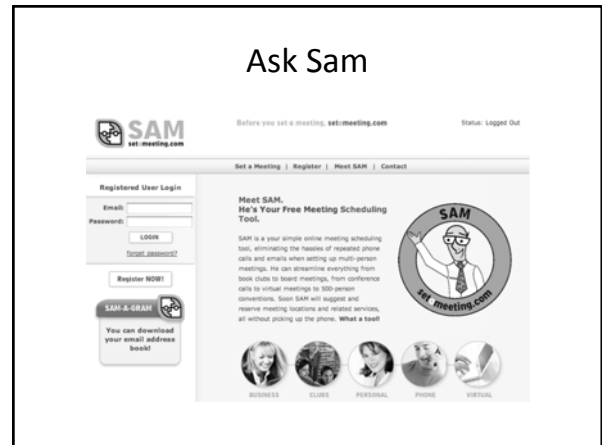 Ask Sam
SAM
setameeting.com
Before you set a meeting, setameeting.com
Status: Logged Out
Set a Meeting | Register | Meet SAM | Contact
Registered User Login
Email:
Password:
LOGIN
forgot password?
Register NOW!
SAM-A-GRAM
You can download
your email address
book!
Meet SAM.
He's Your Free Meeting Scheduling
Tool.
SAM is a your simple online meeting scheduling
tool, eliminating the hassles of repeated phone
calls and emails when setting up multi-person
meetings. He can streamline everything from
book clubs to board meetings, from conference
calls to virtual meetings to 500-person
conventions. Soon SAM will suggest and
reserve meeting locations and related services,
all without picking up the phone. What a tool!
SAM
setameeting.com
BUSINESS
CLUBS
PERSONAL
PHONE
VIRTUAL